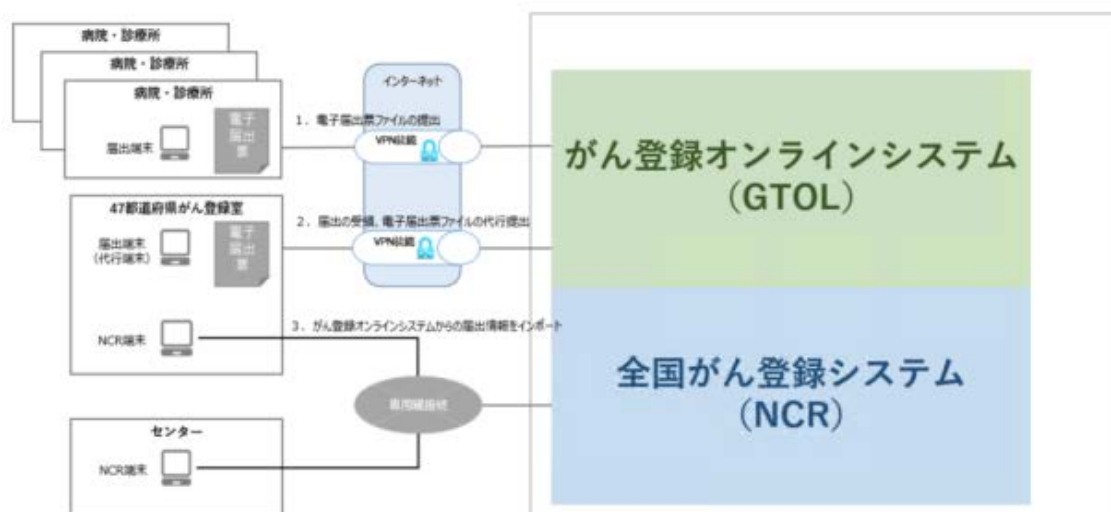 病院・診療所
病院・診療所
病院・診療所
電子
届出
票
届出端末
インターネット
1．電子届出票ファイルの提出
VPN接続
がん登録オンラインシステム
(GTOL)
47都道府県がん登録室
届出端末
(代行端末)
電子
届出
票
2．届出の受領、電子届出票ファイルの代行提出
VPN接続
3．がん登録オンラインシステムからの届出情報をインポート
NCR端末
専用線接続
全国がん登録システム
(NCR)
センター
NCR端末